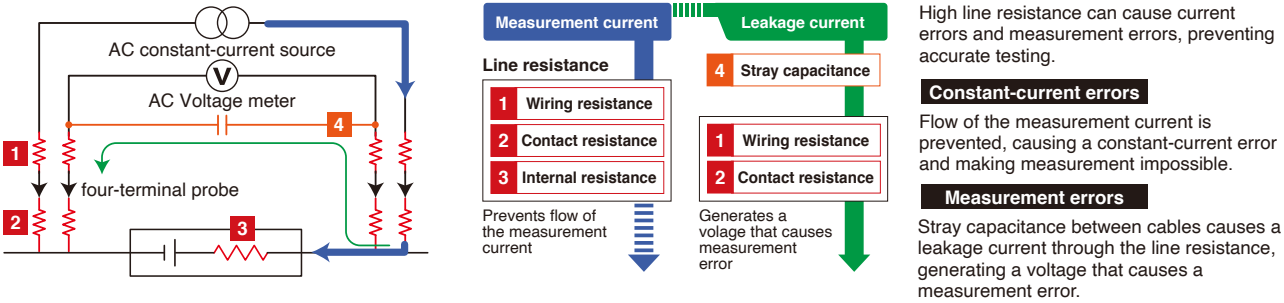 AC constant-current source
V
AC Voltage meter
4
1
four-terminal probe
2
3
Measurement current
Line resistance
1 Wiring resistance
2 Contact resistance
3 Internal resistance
Prevents flow of
the measurement
current
Leakage current
4 Stray capacitance
1 Wiring resistance
2 Contact resistance
Generates a
volage that causes
measurement
error
High line resistance can cause current
errors and measurement errors, preventing
accurate testing.
Constant-current errors
Flow of the measurement current is
prevented, causing a constant-current error
and making measurement impossible.
Measurement errors
Stray capacitance between cables causes a
leakage current through the line resistance,
generating a voltage that causes a
measurement error.